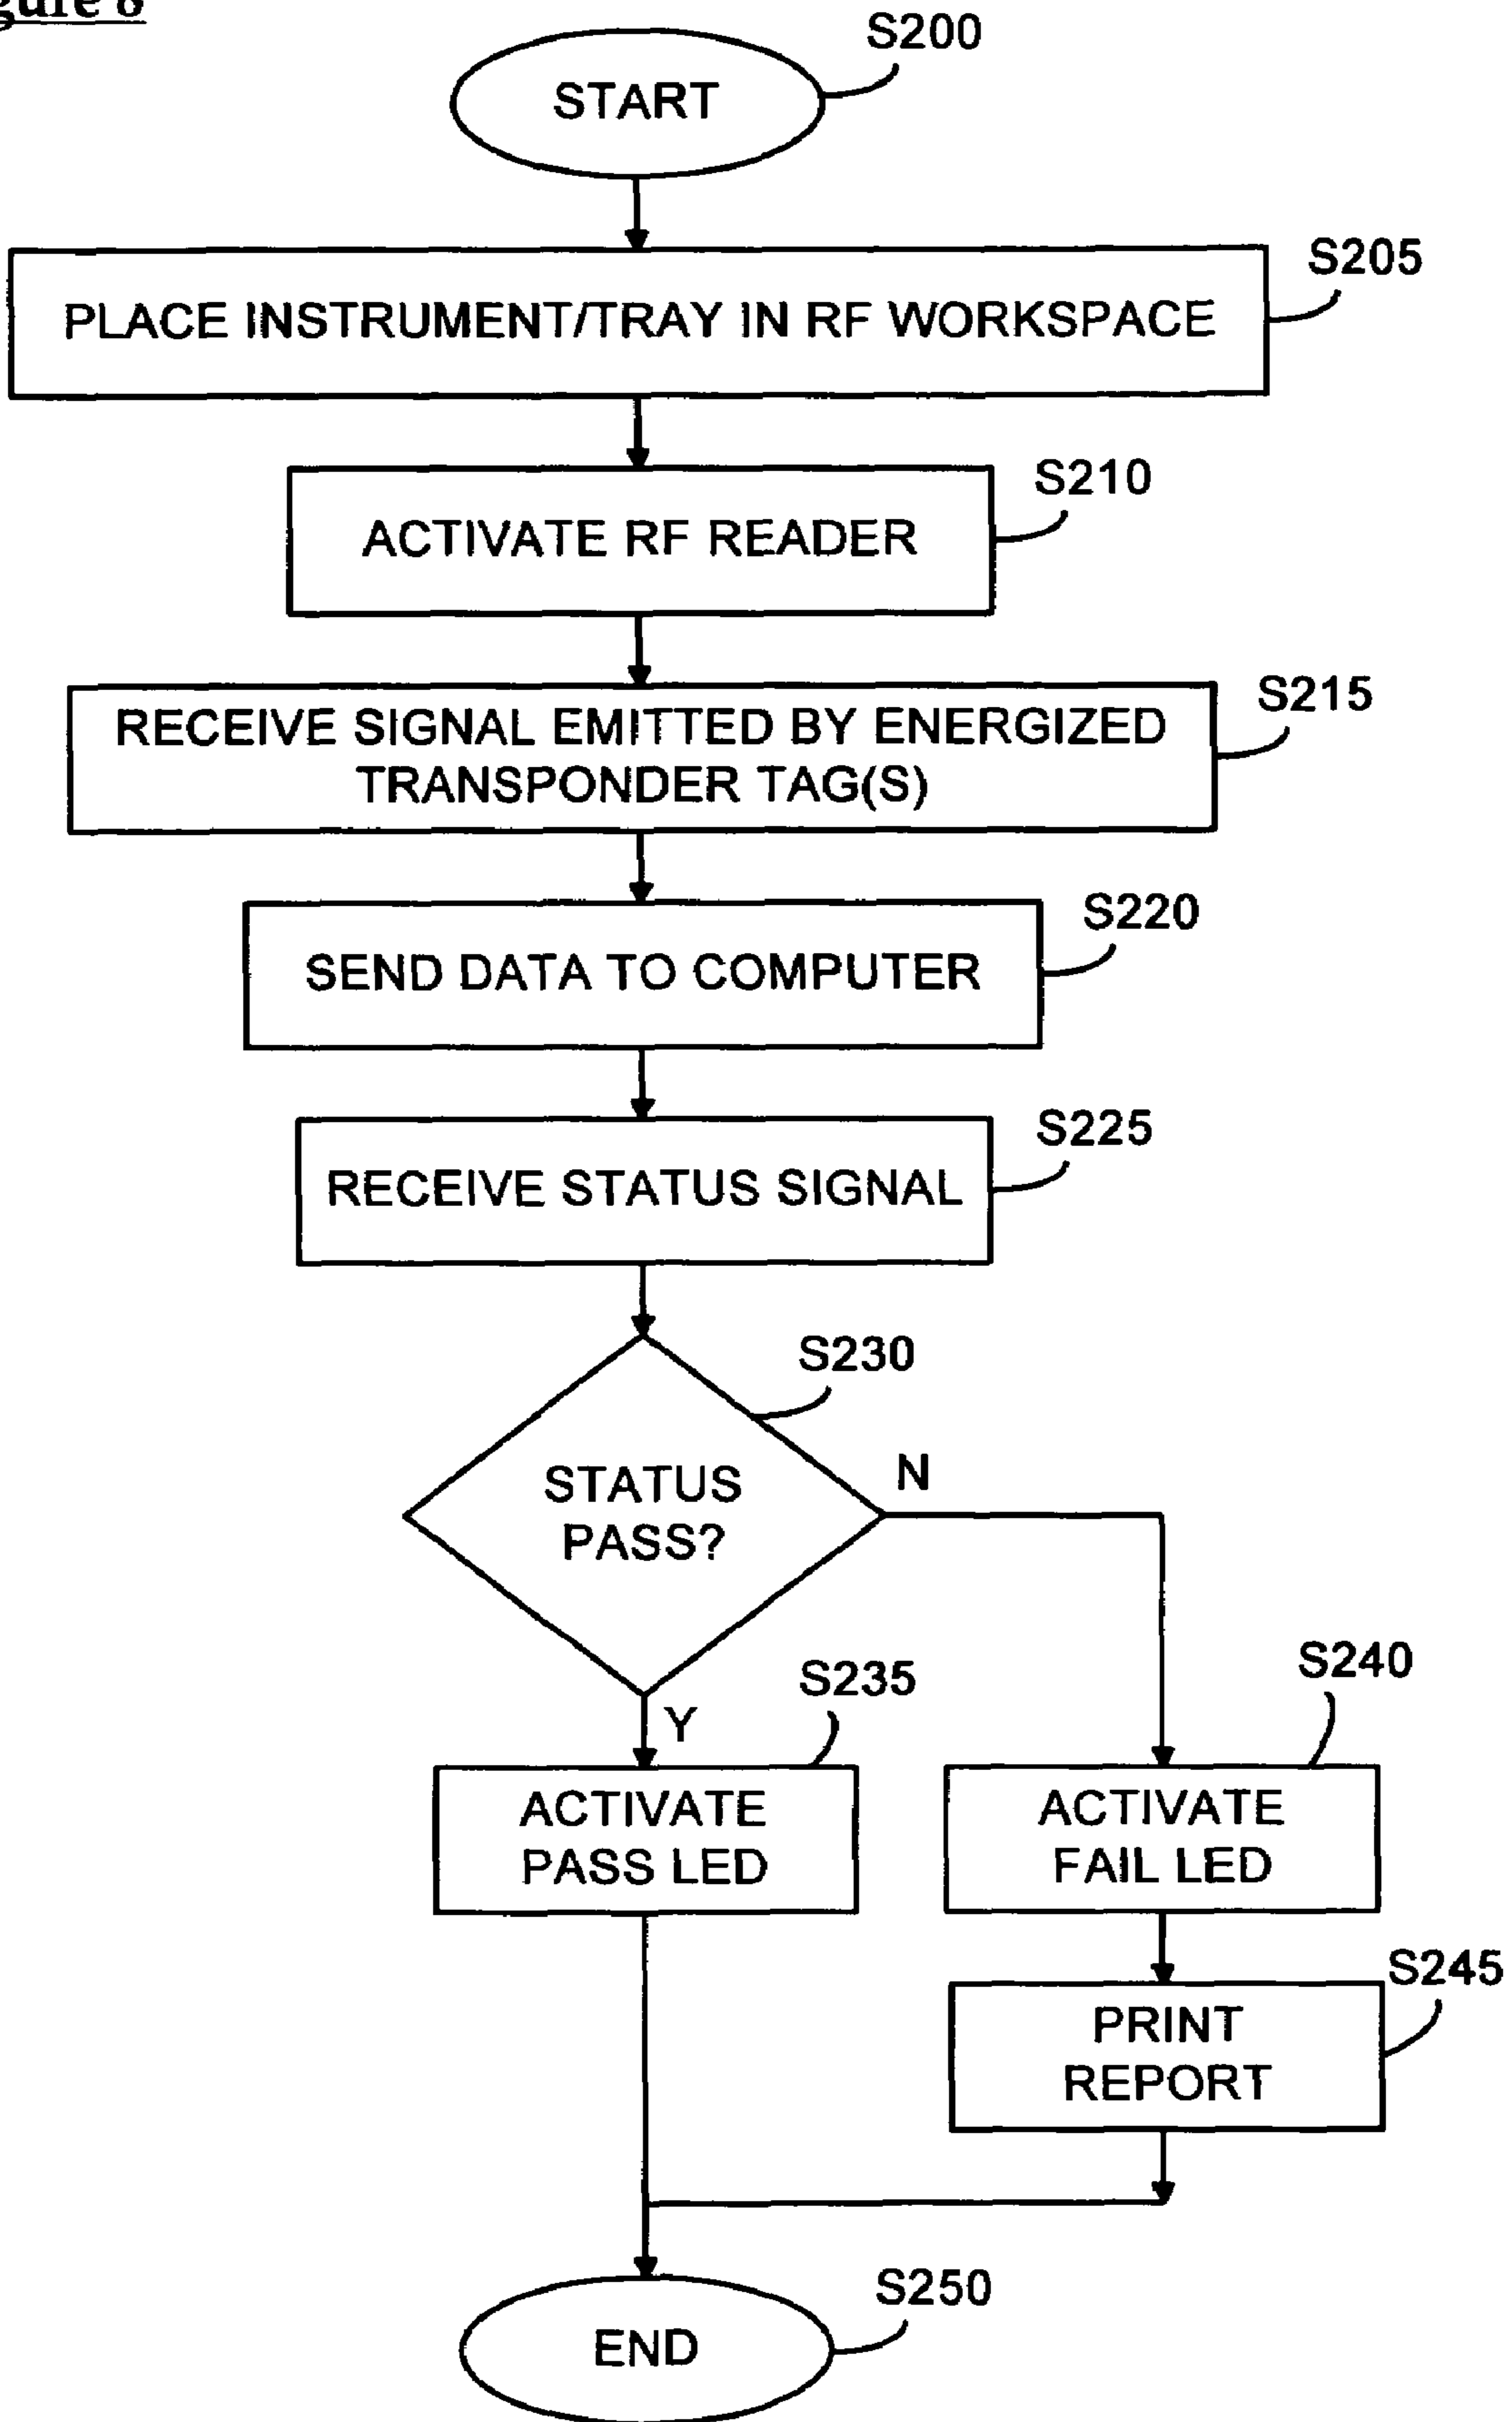 START
S200
PLACE INSTRUMENT/TRAY IN RF WORKSPACE
S205
ACTIVATE RF READER
S210
RECEIVE SIGNAL EMITTED BY ENERGIZED
TRANSPONDER TAG(S)
S215
SEND DATA TO COMPUTER
S220
RECEIVE STATUS SIGNAL
S225
S230
STATUS
PASS?
N
Y
S235
ACTIVATE
PASS LED
S240
ACTIVATE
FAIL LED
S245
PRINT
REPORT
S250
END